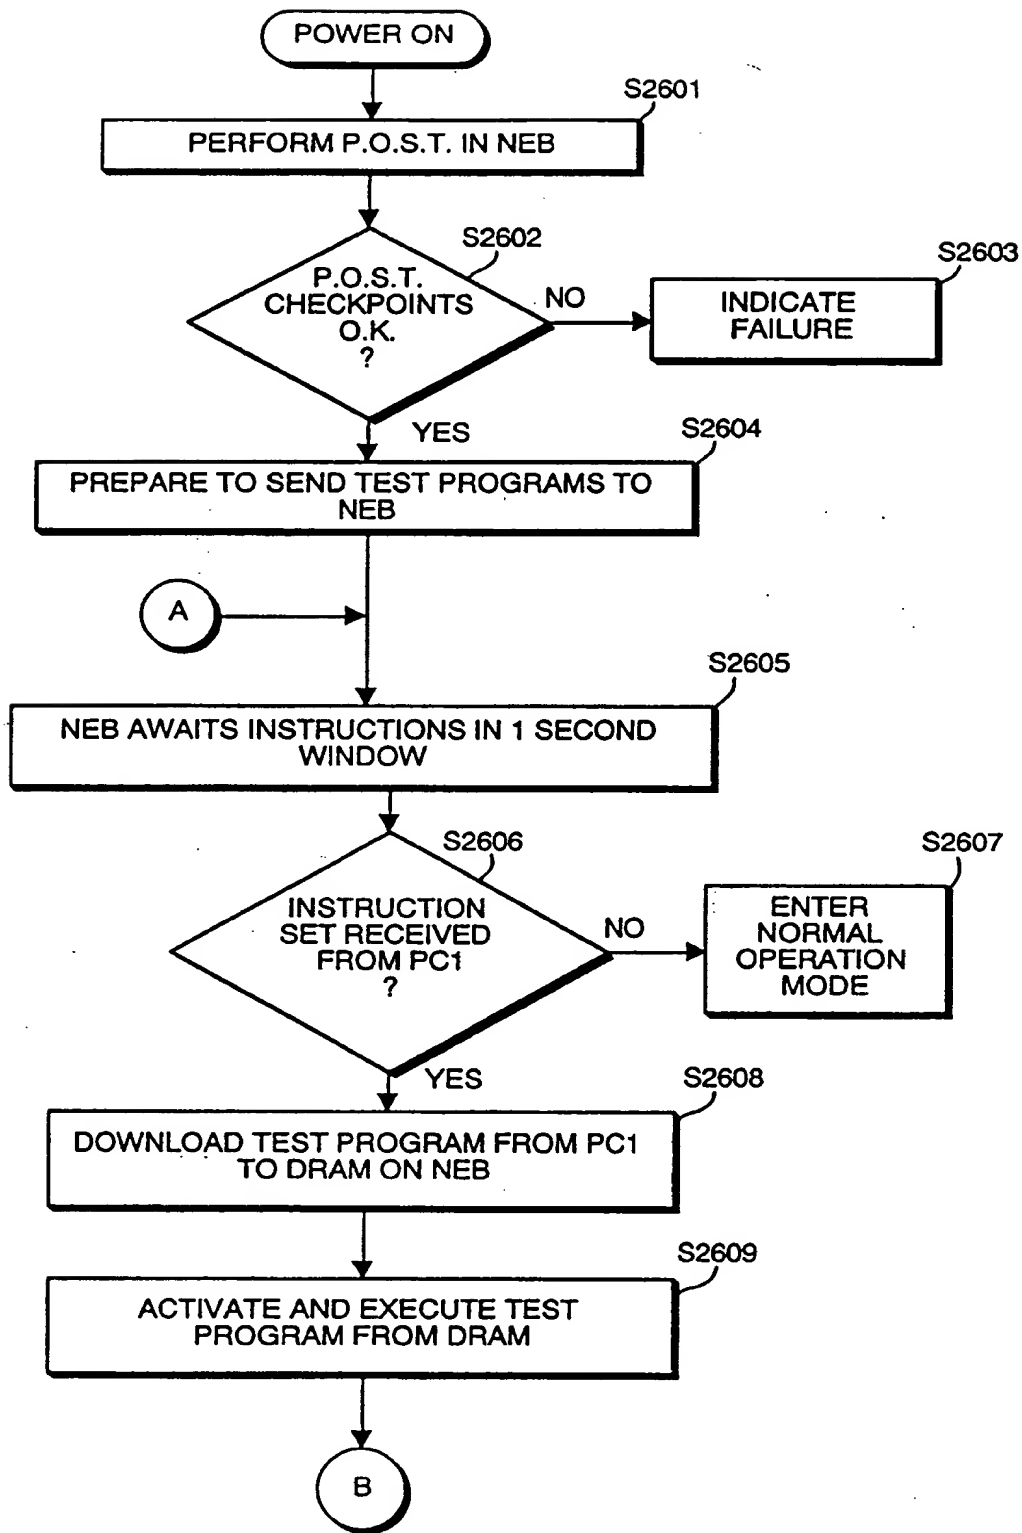 POWER ON
S2601
PERFORM P.O.S.T. IN NEB
S2602
P.O.S.T.
CHECKPOINTS
O.K.
?
NO
S2603
INDICATE
FAILURE
YES
S2604
PREPARE TO SEND TEST PROGRAMS TO
NEB
A
S2605
NEB AWAITS INSTRUCTIONS IN 1 SECOND
WINDOW
S2606
INSTRUCTION
SET RECEIVED
FROM PC1
?
NO
S2607
ENTER
NORMAL
OPERATION
MODE
YES
S2608
DOWNLOAD TEST PROGRAM FROM PC1
TO DRAM ON NEB
S2609
ACTIVATE AND EXECUTE TEST
PROGRAM FROM DRAM
B